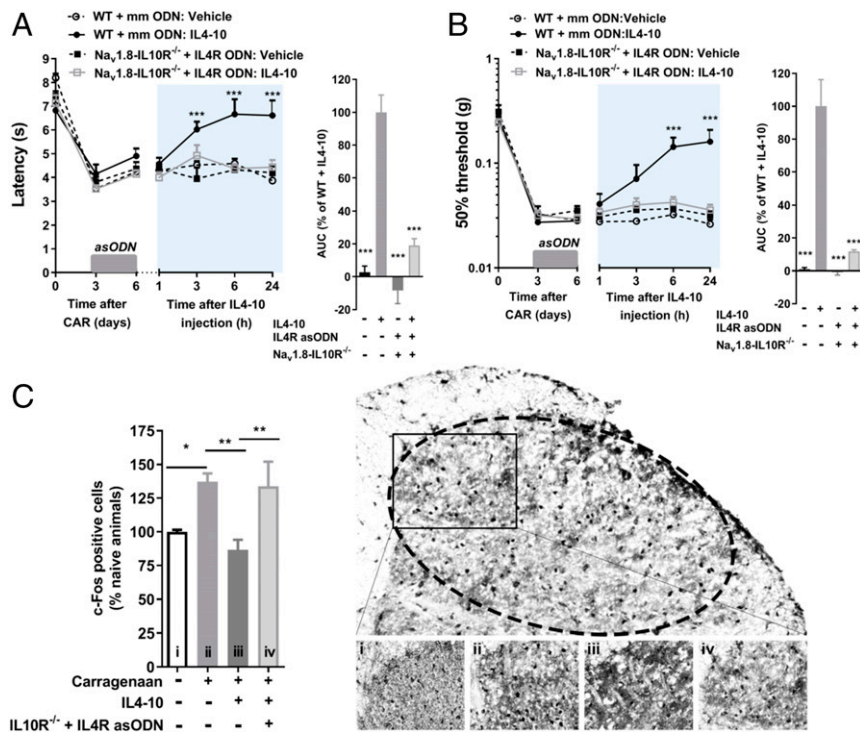 A
WT + mm ODN:Vehicle
WT + mm ODN:IL4-10
Nav1.8-IL10R-/- + IL4R ODN: Vehicle
Nav1.8-IL10R-/- + IL4R ODN: IL4-10
Latency (s)
9
8
7
6
5
4
3
2
1
0
asODN
*** *** ***
0 3 6 1 3 6 24
Time after CAR (days)
Time after IL4-10 injection (h)
AUC (% of WT + IL4-10)
120
100
80
60
40
20
0
-20
*** *** ***
IL4-10 - + - +
IL4R asODN - - + +
Nav1.8-IL10R-/- - - + +
B
WT + mm ODN:Vehicle
WT + mm ODN:IL4-10
Nav1.8-IL10R-/- + IL4R ODN: Vehicle
Nav1.8-IL10R-/- + IL4R ODN: IL4-10
50% threshold (g)
1
0.1
0.01
asODN
*** ***
0 3 6 1 3 6 24
Time after CAR (days)
Time after IL4-10 injection (h)
AUC (% of WT + IL4-10)
120
100
80
60
40
20
0
-20
*** *** ***
IL4-10 - + - +
IL4R asODN - - + +
Nav1.8-IL10R-/- - - + +
C
c-Fos positive cells (% naive animals)
175
150
125
100
75
50
25
0
* ** **
i ii iii iv
Carragenaan - + + +
IL4-10 - - + +
IL10R-/- + IL4R asODN - - - +
i ii iii iv